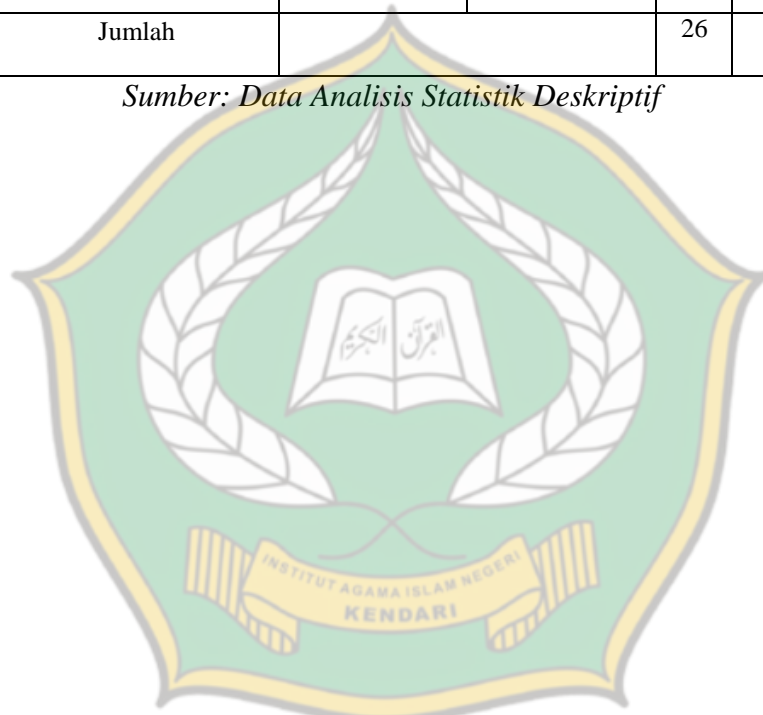 Jumlah 26
Sumber: Data Analisis Statistik Deskriptif
القرآن الكريم
INSTITUT AGAMA ISLAM NEGERI
KENDARI